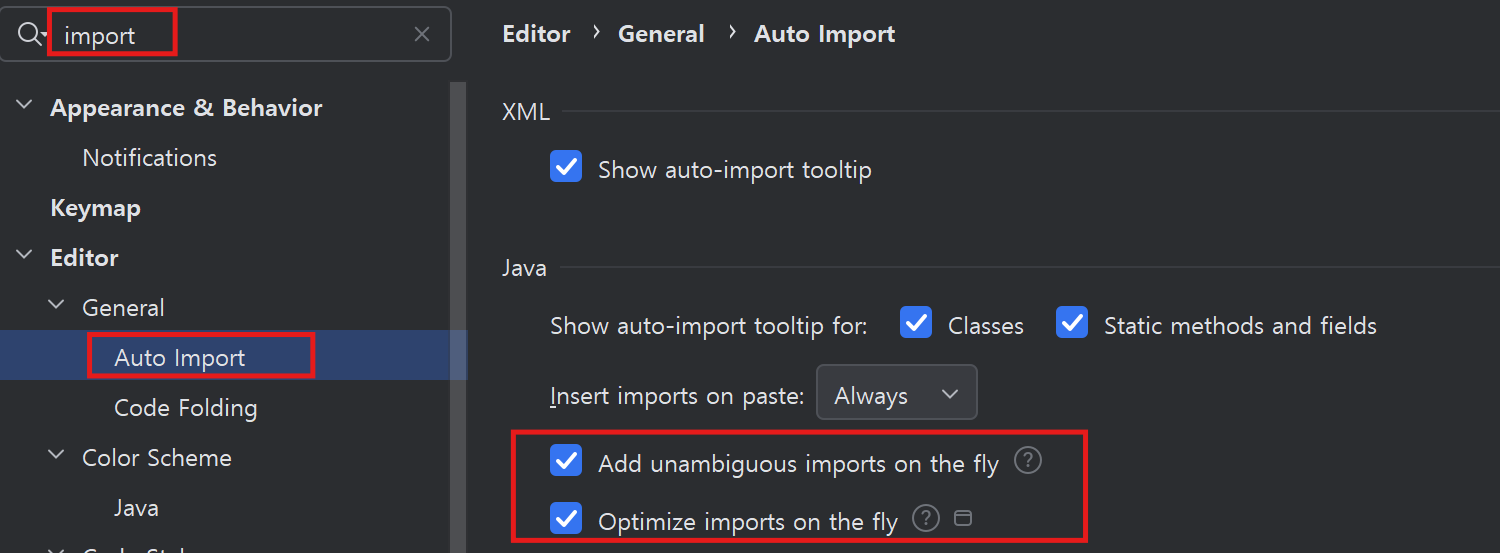 import
Appearance & Behavior
Notifications
Keymap
Editor
General
Auto Import
Code Folding
Color Scheme
Java
Editor › General › Auto Import
XML
Show auto-import tooltip
Java
Show auto-import tooltip for: Classes Static methods and fields
Insert imports on paste: Always
Add unambiguous imports on the fly ?
Optimize imports on the fly ?